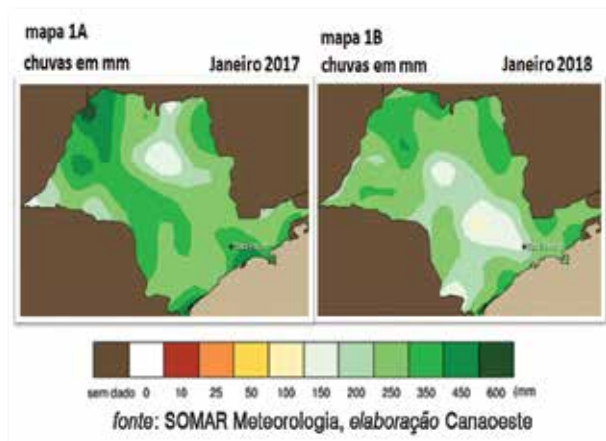 mapa 1A
chuvas em mm Janeiro 2017
mapa 1B
chuvas em mm Janeiro 2018
sem dado 0 10 25 50 100 150 200 250 350 450 600 (mm
fonte: SOMAR Meteorologia, elaboração Canaoeste